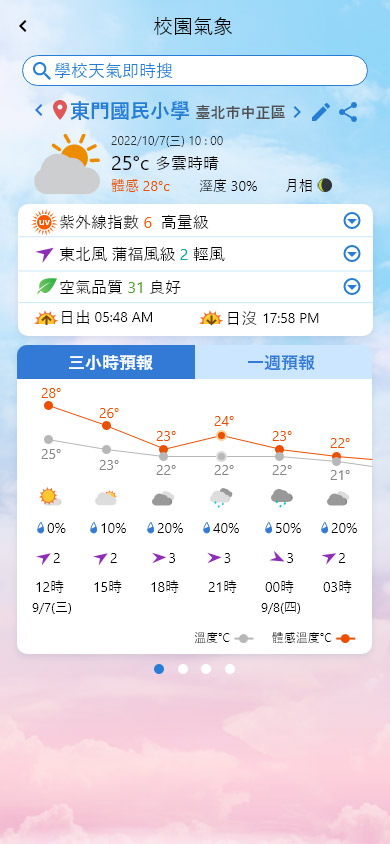 校園氣象
學校天氣即時搜
東門國民小學 臺北市中正區
2022/10/7(三) 10 : 00
25°c 多雲時晴
體感 28°c 溼度 30% 月相
UV 紫外線指數 6 高量級
東北風 蒲福風級 2 輕風
空氣品質 31 良好
日出 05:48 AM 日沒 17:58 PM
三小時預報 一週預報
28° 26° 23° 24° 23° 22°
25° 23° 22° 22° 22° 21°
0% 10% 20% 40% 50% 20%
2 2 3 3 3 2
12時 15時 18時 21時 00時 03時
9/7(三) 9/8(四)
溫度°C 體感溫度°C